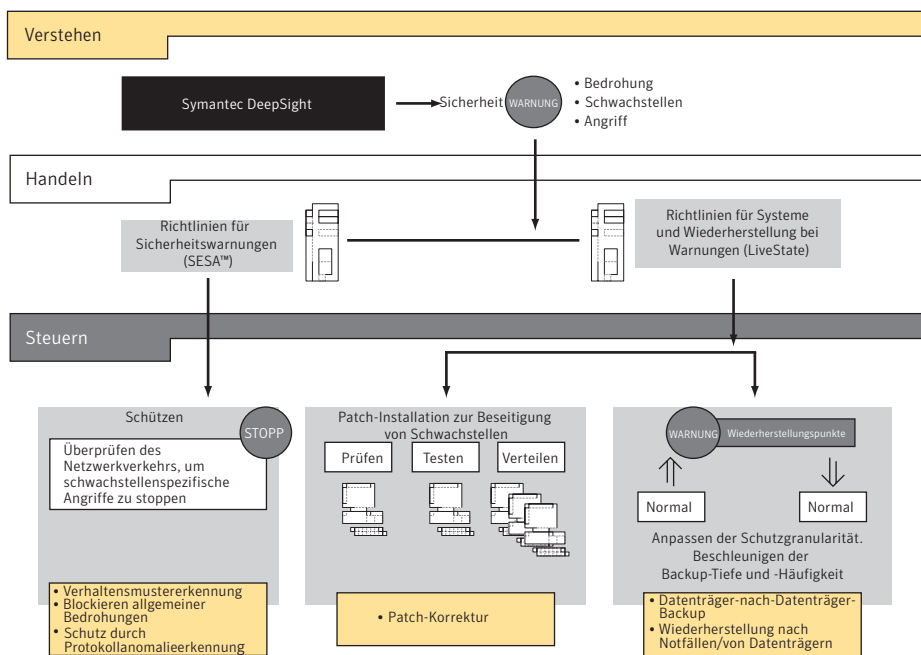 Verstehen
Symantec DeepSight
Sicherheit
WARNUNG
• Bedrohung
• Schwachstellen
• Angriff
Handeln
Richtlinien für
Sicherheitswarnungen
(SESA™)
Richtlinien für Systeme
und Wiederherstellung bei
Warnungen (LiveState)
Steuern
Schützen
STOPP
Überprüfen des
Netzwerkverkehrs, um
schwachstellenspezifische
Angriffe zu stoppen
• Verhaltensmustererkennung
• Blockieren allgemeiner
Bedrohungen
• Schutz durch
Protokollanomalieerkennung
Patch-Installation zur Beseitigung
von Schwachstellen
Prüfen
Testen
Verteilen
• Patch-Korrektur
WARNUNG
Wiederherstellungspunkte
Normal
Normal
Anpassen der Schutzgranularität.
Beschleunigen der
Backup-Tiefe und -Häufigkeit
• Datenträger-nach-Datenträger-
Backup
• Wiederherstellung nach
Notfällen/von Datenträgern